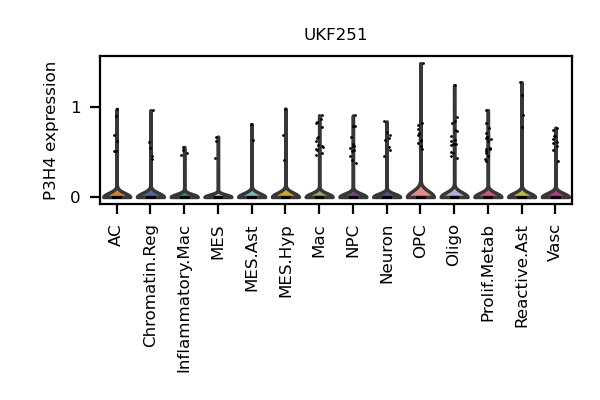 UKF251
P3H4 expression
1
0
AC
Chromatin.Reg
Inflammatory.Mac
MES
MES.Ast
MES.Hyp
Mac
NPC
Neuron
OPC
Oligo
Prolif.Metab
Reactive.Ast
Vasc